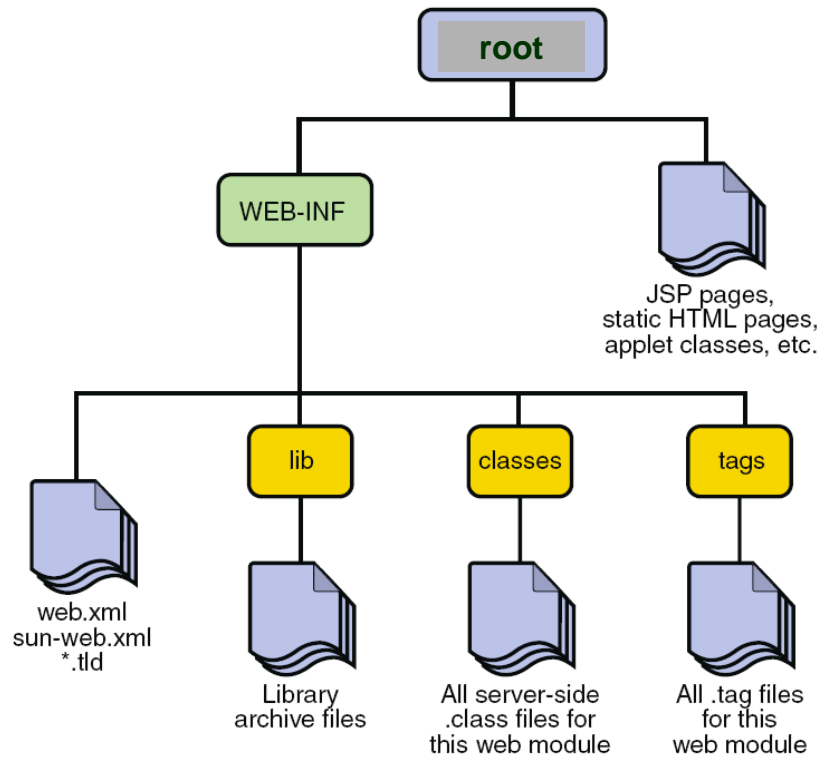 root
WEB-INF
JSP pages,
static HTML pages,
applet classes, etc.
lib
classes
tags
web.xml
sun-web.xml
*.tld
Library
archive files
All server-side
.class files for
this web module
All .tag files
for this
web module